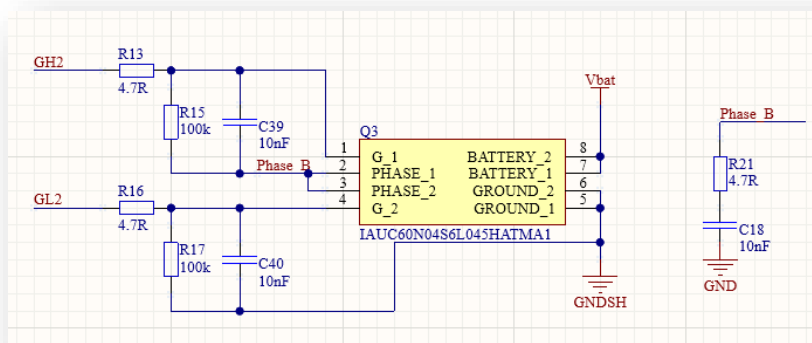 GH2
R13
4.7R
R15
100k
C39
10nF
Phase_B
GL2
R16
4.7R
R17
100k
C40
10nF
Q3
1 G_1 BATTERY_2 8
2 PHASE_1 BATTERY_1 7
3 PHASE_2 GROUND_2 6
4 G_2 GROUND_1 5
IAUC60N04S6L045HATMA1
Vbat
GNDSH
Phase_B
R21
4.7R
C18
10nF
GND